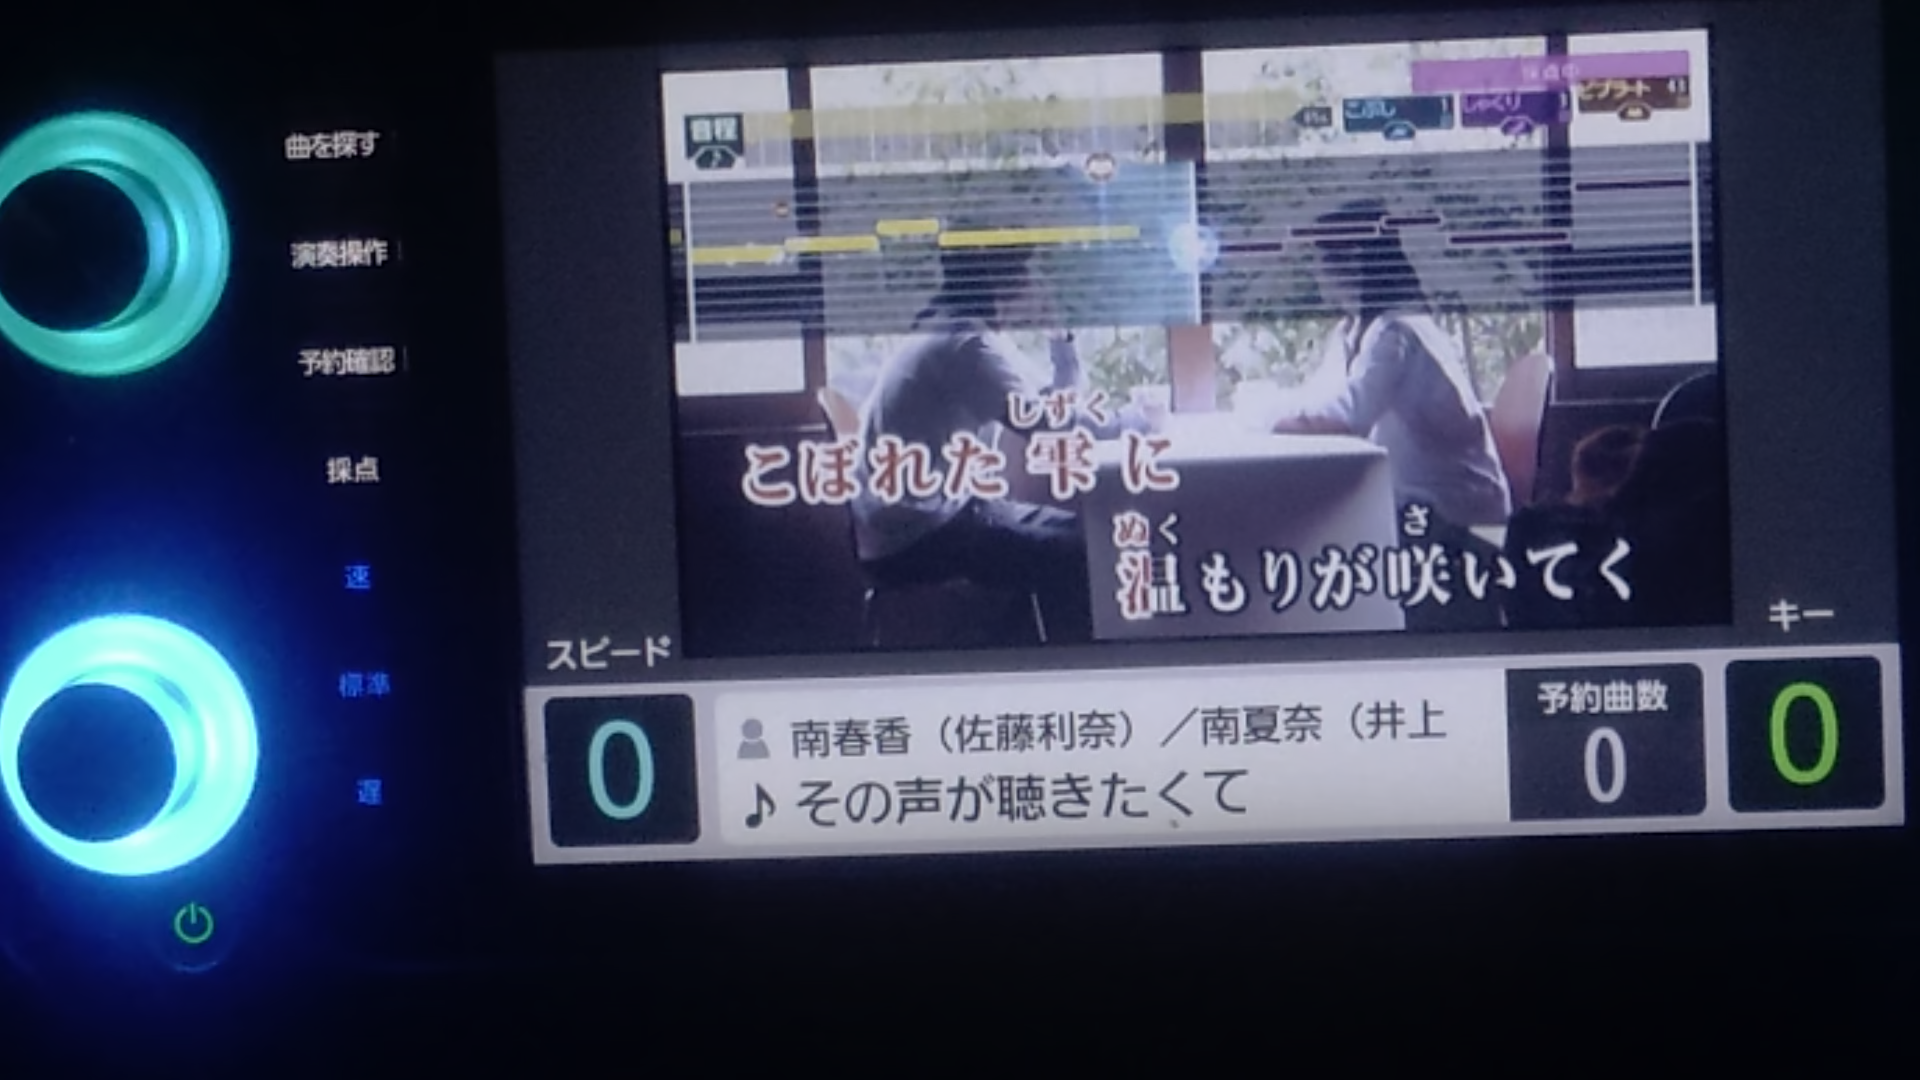 曲を探す
演奏操作
予約確認
採点
速
標準
遅
採点中
音程
こぶし
しゃくり
ビブラート
しずく
こぼれた雫に
ぬく さ
温もりが咲いてく
スピード
キー
0
南春香（佐藤利奈）／南夏奈（井上
♪その声が聴きたくて
予約曲数
0
0